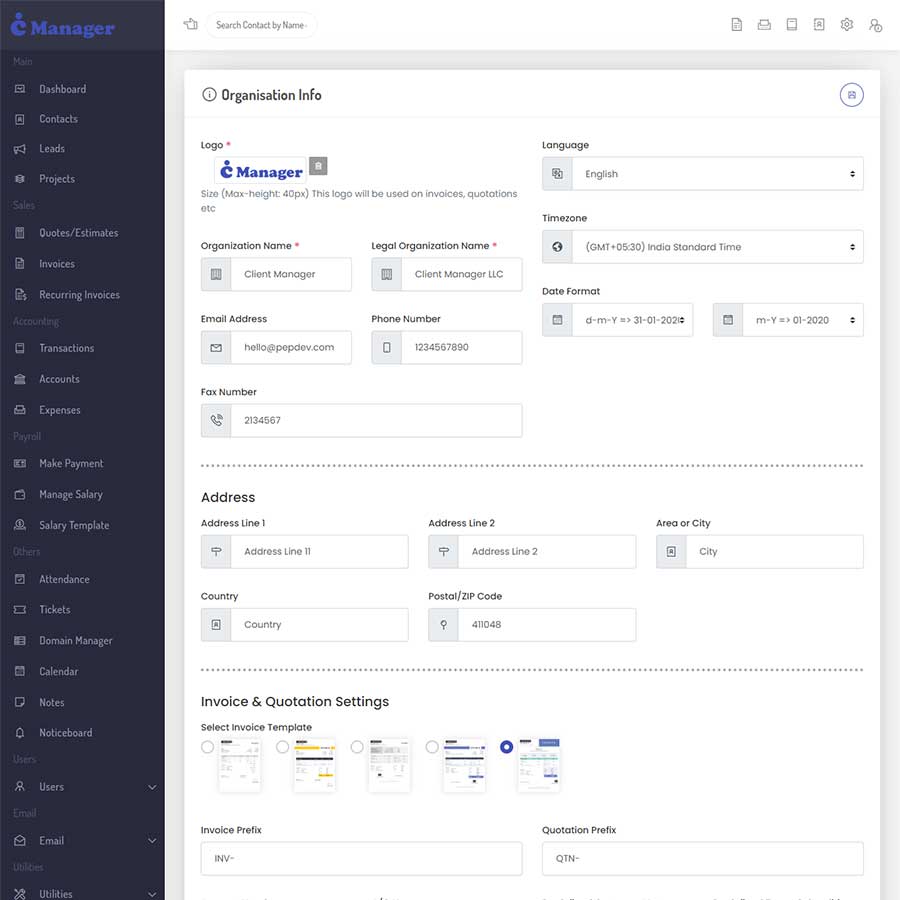 Manager
Main
Dashboard
Contacts
Leads
Projects
Sales
Quotes/Estimates
Invoices
Recurring Invoices
Accounting
Transactions
Accounts
Expenses
Payroll
Make Payment
Manage Salary
Salary Template
Others
Attendance
Tickets
Domain Manager
Calendar
Notes
Noticeboard
Users
Users
Email
Email
Utilities
Utilities
Search Contact by Name
Organisation Info
Logo *
Manager
Size (Max-height: 40px) This logo will be used on invoices, quotations
etc
Organization Name *
Client Manager
Legal Organization Name *
Client Manager LLC
Email Address
hello@pepdev.com
Phone Number
1234567890
Fax Number
2134567
Language
English
Timezone
(GMT+05:30) India Standard Time
Date Format
d-m-Y => 31-01-2020
m-Y => 01-2020
Address
Address Line 1
Address Line 11
Address Line 2
Address Line 2
Area or City
City
Country
Country
Postal/ZIP Code
411048
Invoice & Quotation Settings
Select Invoice Template
Invoice Prefix
INV-
Quotation Prefix
QTN-